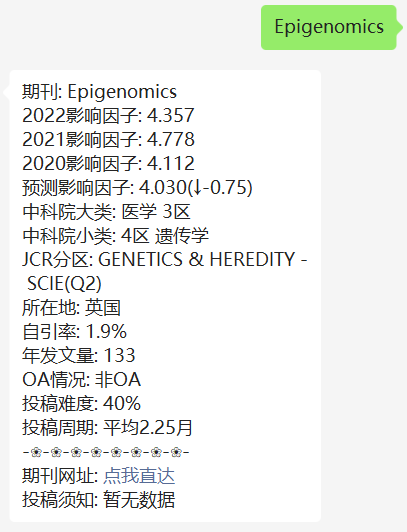 Epigenomics
期刊: Epigenomics
2022影响因子: 4.357
2021影响因子: 4.778
2020影响因子: 4.112
预测影响因子: 4.030(↓-0.75)
中科院大类: 医学 3区
中科院小类: 4区 遗传学
JCR分区: GENETICS & HEREDITY -
SCIE(Q2)
所在地: 英国
自引率: 1.9%
年发文量: 133
OA情况: 非OA
投稿难度: 40%
投稿周期: 平均2.25月
-❀-❀-❀-❀-❀-❀-❀-❀-
期刊网址: 点我直达
投稿须知: 暂无数据